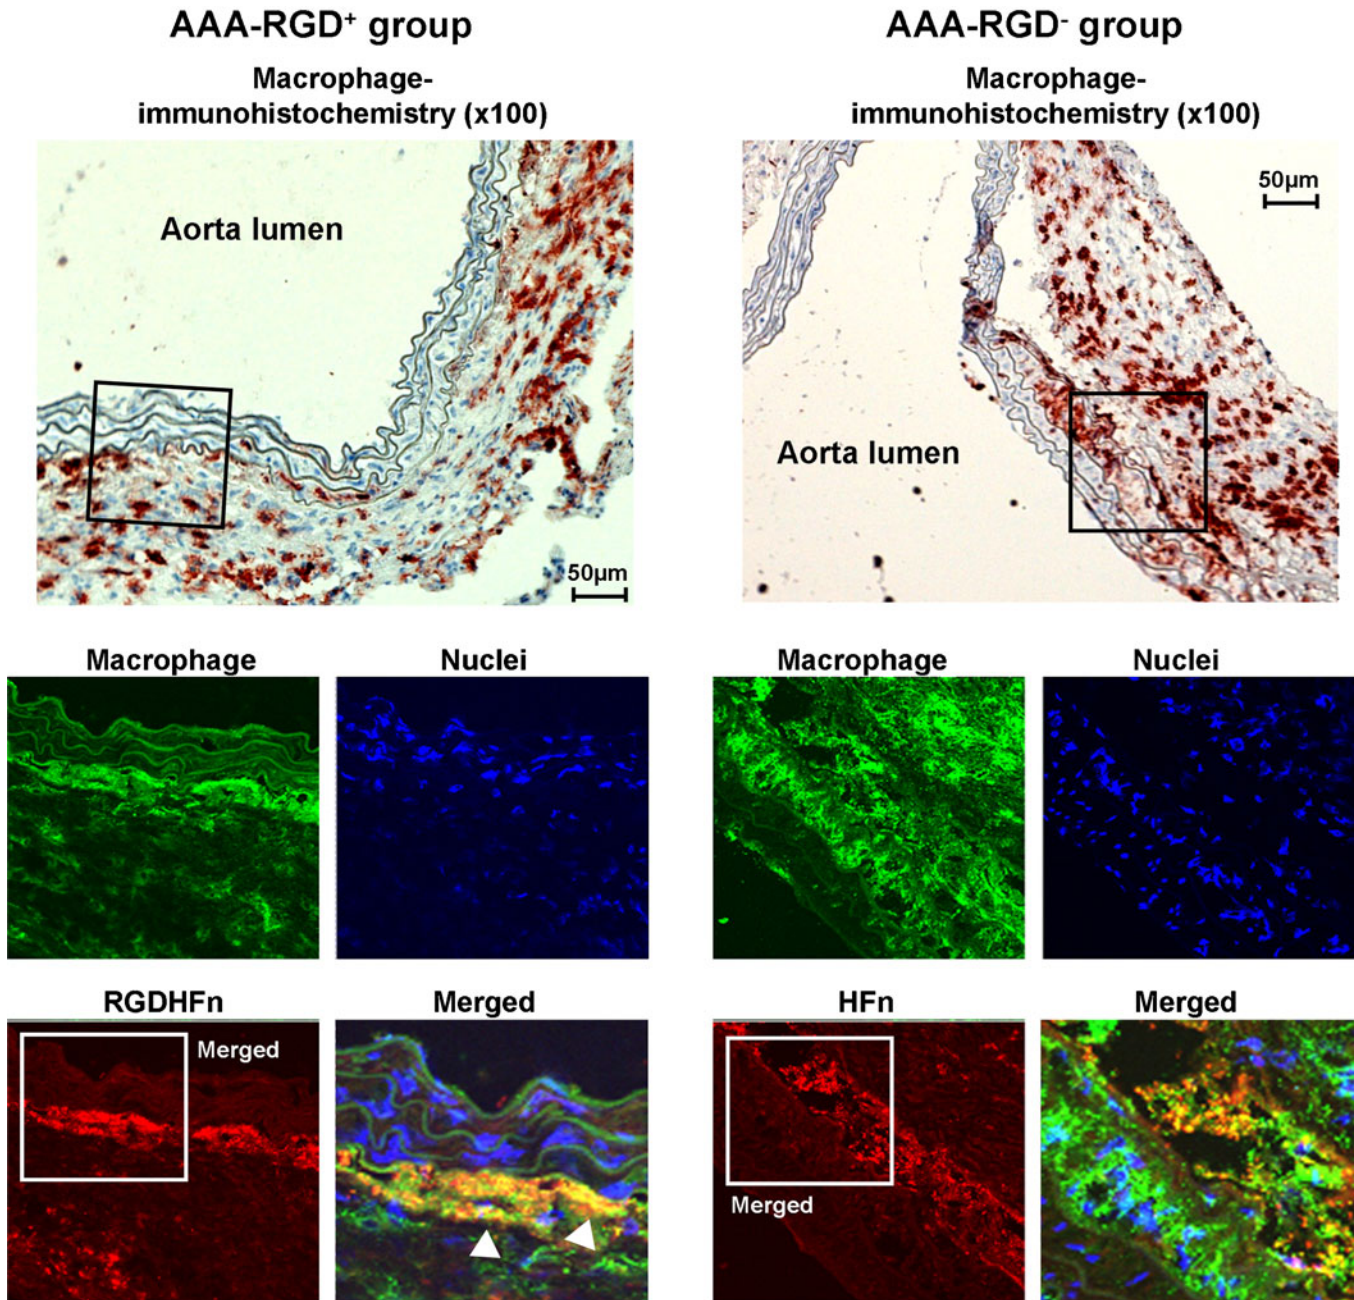 AAA-RGD⁺ group
Macrophage-
immunohistochemistry (x100)
Aorta lumen
50µm
AAA-RGD⁻ group
Macrophage-
immunohistochemistry (x100)
50µm
Aorta lumen
Macrophage
Nuclei
Macrophage
Nuclei
RGDHFn
Merged
Merged
HFn
Merged
Merged